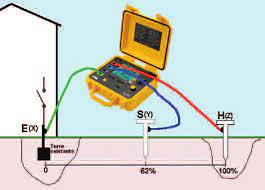 S(Y)
H(Z)
E(X)
Terre
existante
0
62%
100%